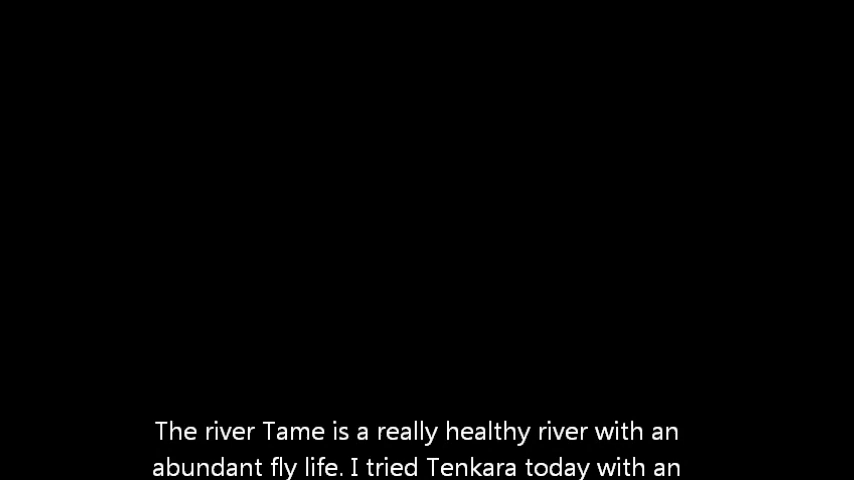 The river Tame is a really healthy river with an
abundant fly life. I tried Tenkara today with an